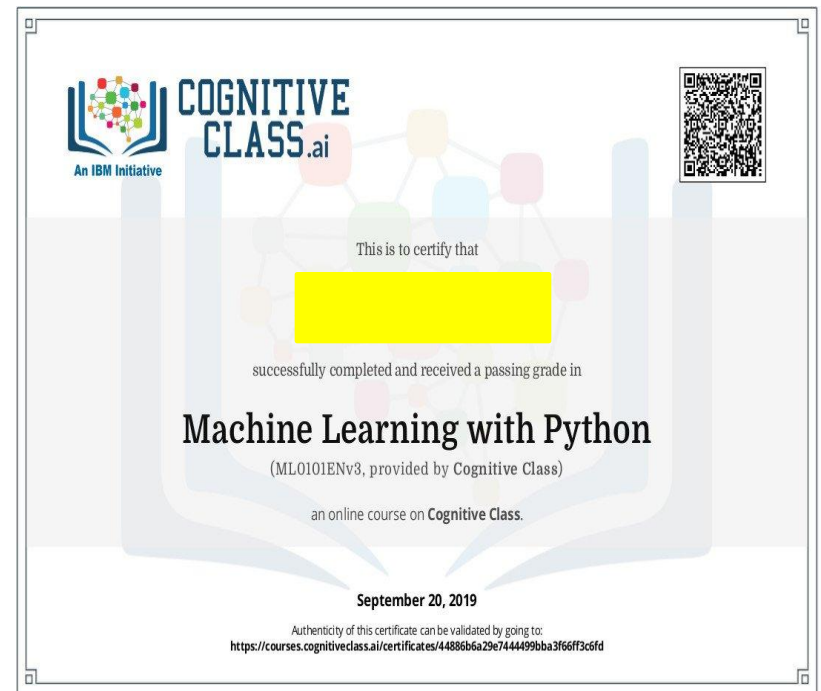 COGNITIVE
CLASS.ai
An IBM Initiative
This is to certify that
successfully completed and received a passing grade in
Machine Learning with Python
(ML0101ENv3, provided by Cognitive Class)
an online course on Cognitive Class.
September 20, 2019
Authenticity of this certificate can be validated by going to:
https://courses.cognitiveclass.ai/certificates/44886b6a29e7444499bba3f66ff3c6fd